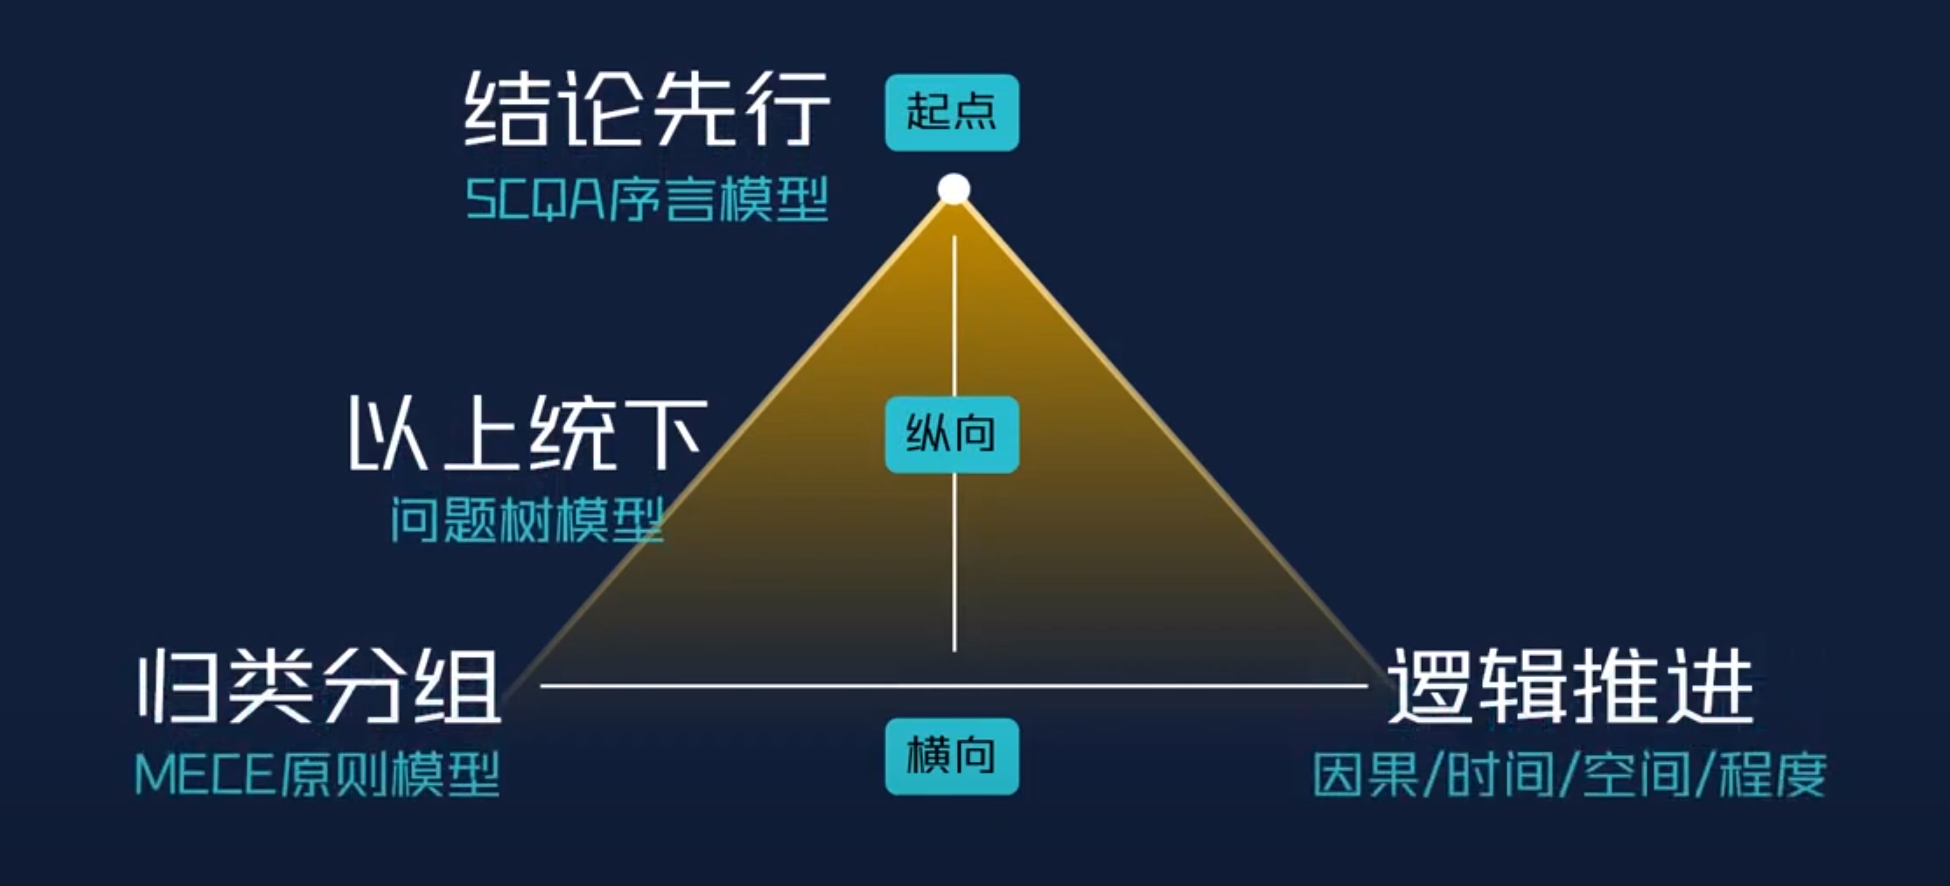 结论先行
起点
SCQA序言模型
以上统下
纵向
问题树模型
归类分组
逻辑推进
MECE原则模型
横向
因果/时间/空间/程度